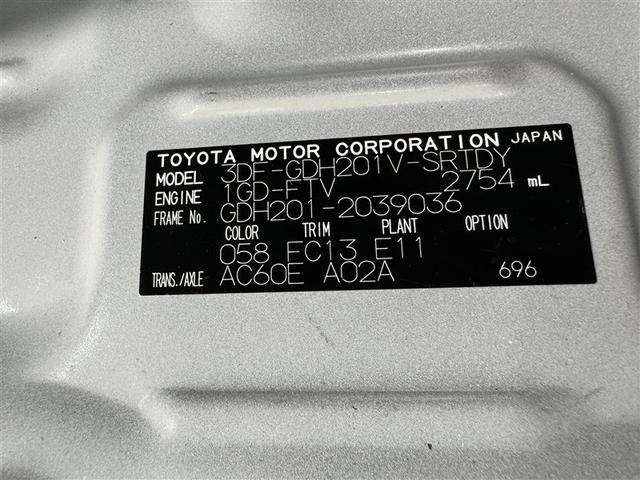 TOYOTA MOTOR CORPORATION JAPAN
MODEL 3DF-GDH201V-SRTDY
ENGINE 1GD-FTV 2754 mL
FRAME No. GDH201-2039036
COLOR TRIM PLANT OPTION
058 FC13 E11
TRANS./AXLE AC60E A02A 696